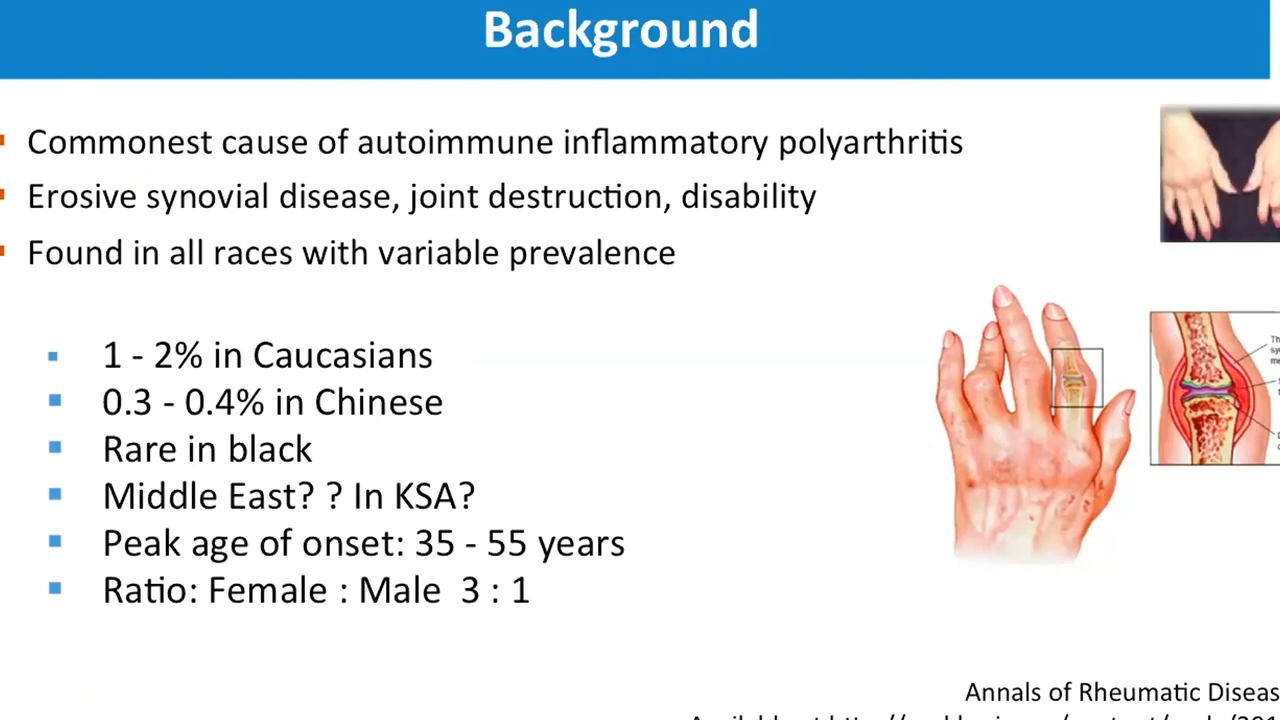 Background
Commonest cause of autoimmune inflammatory polyarthritis
Erosive synovial disease, joint destruction, disability
Found in all races with variable prevalence
1 - 2% in Caucasians
0.3 - 0.4% in Chinese
Rare in black
Middle East? ? In KSA?
Peak age of onset: 35 - 55 years
Ratio: Female : Male 3 : 1
Annals of Rheumatic Diseas